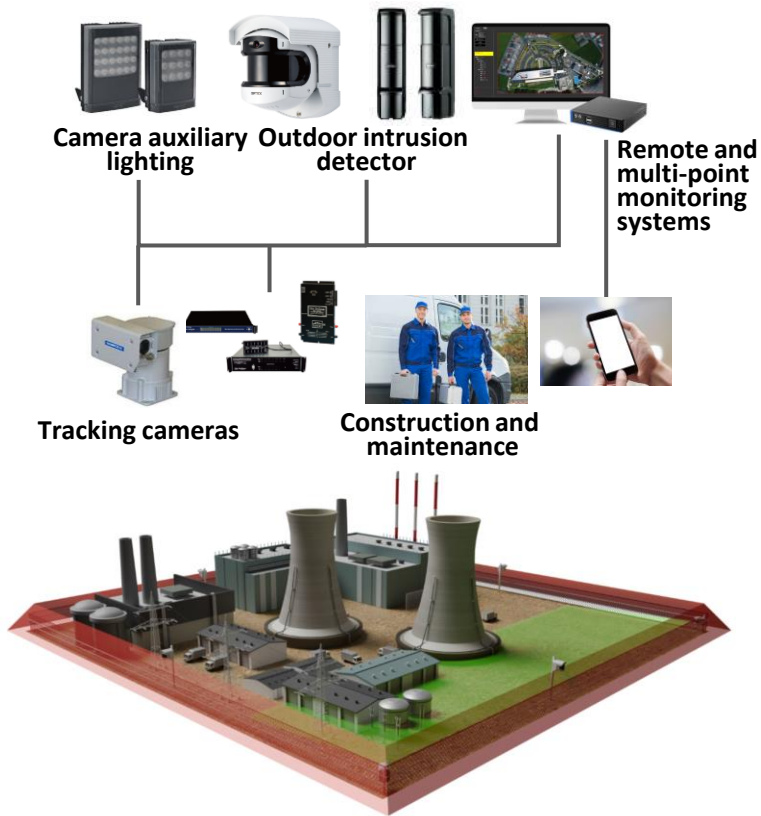 Camera auxiliary
lighting
Outdoor intrusion
detector
Remote and
multi-point
monitoring
systems
Tracking cameras
Construction and
maintenance